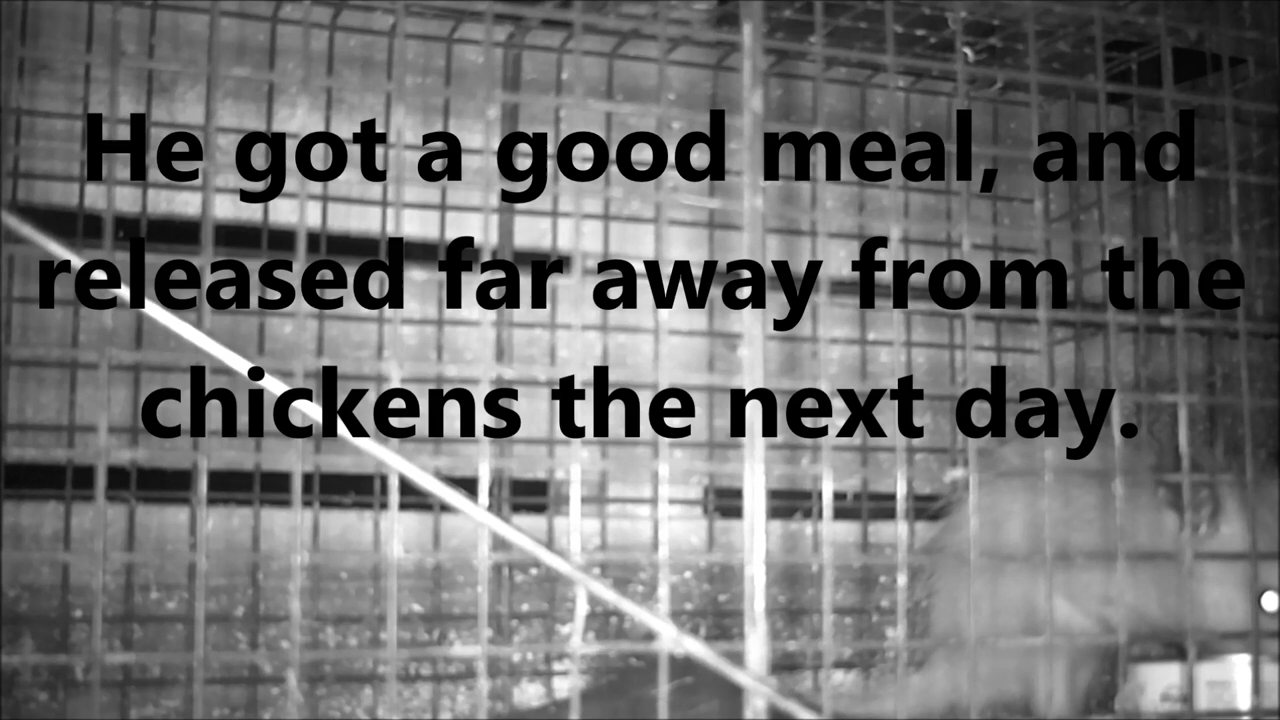 He got a good meal, and
released far away from the
chickens the next day.